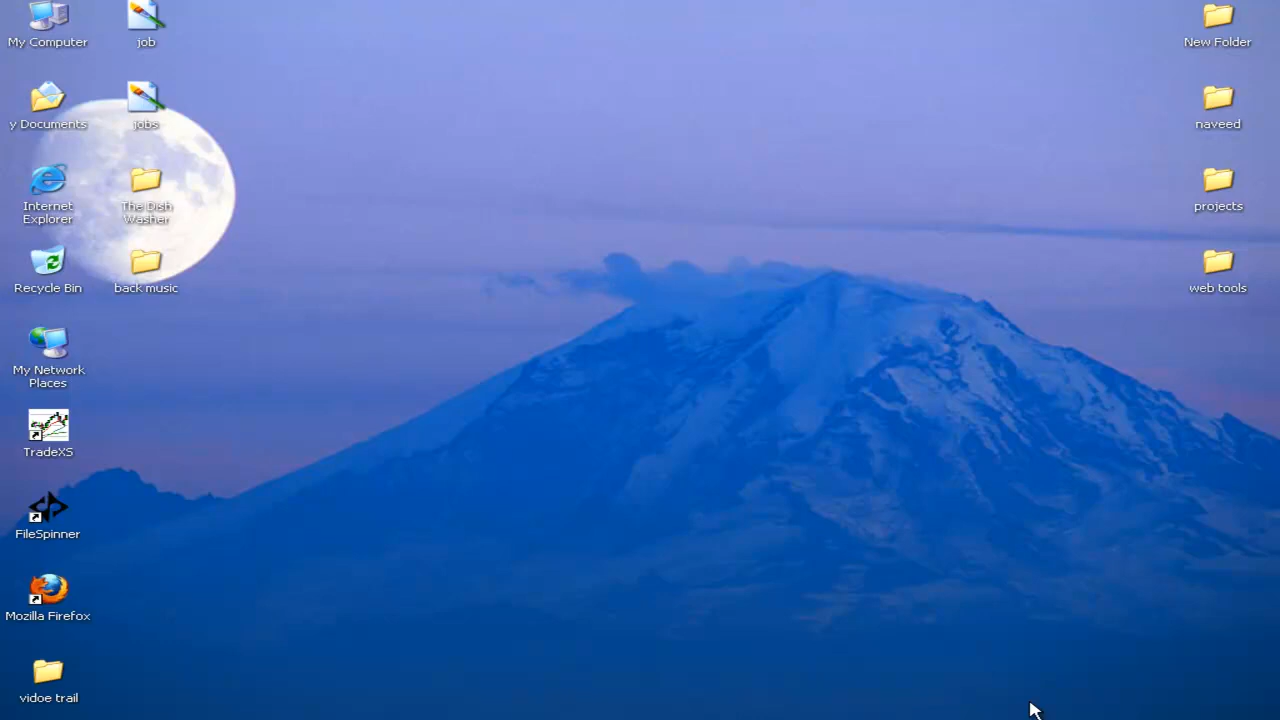 My Computer
job
New Folder
y Documents
jobs
naveed
Internet
Explorer
The Dish
Washer
projects
Recycle Bin
back music
web tools
My Network
Places
TradeXS
FileSpinner
Mozilla Firefox
vidoe trail